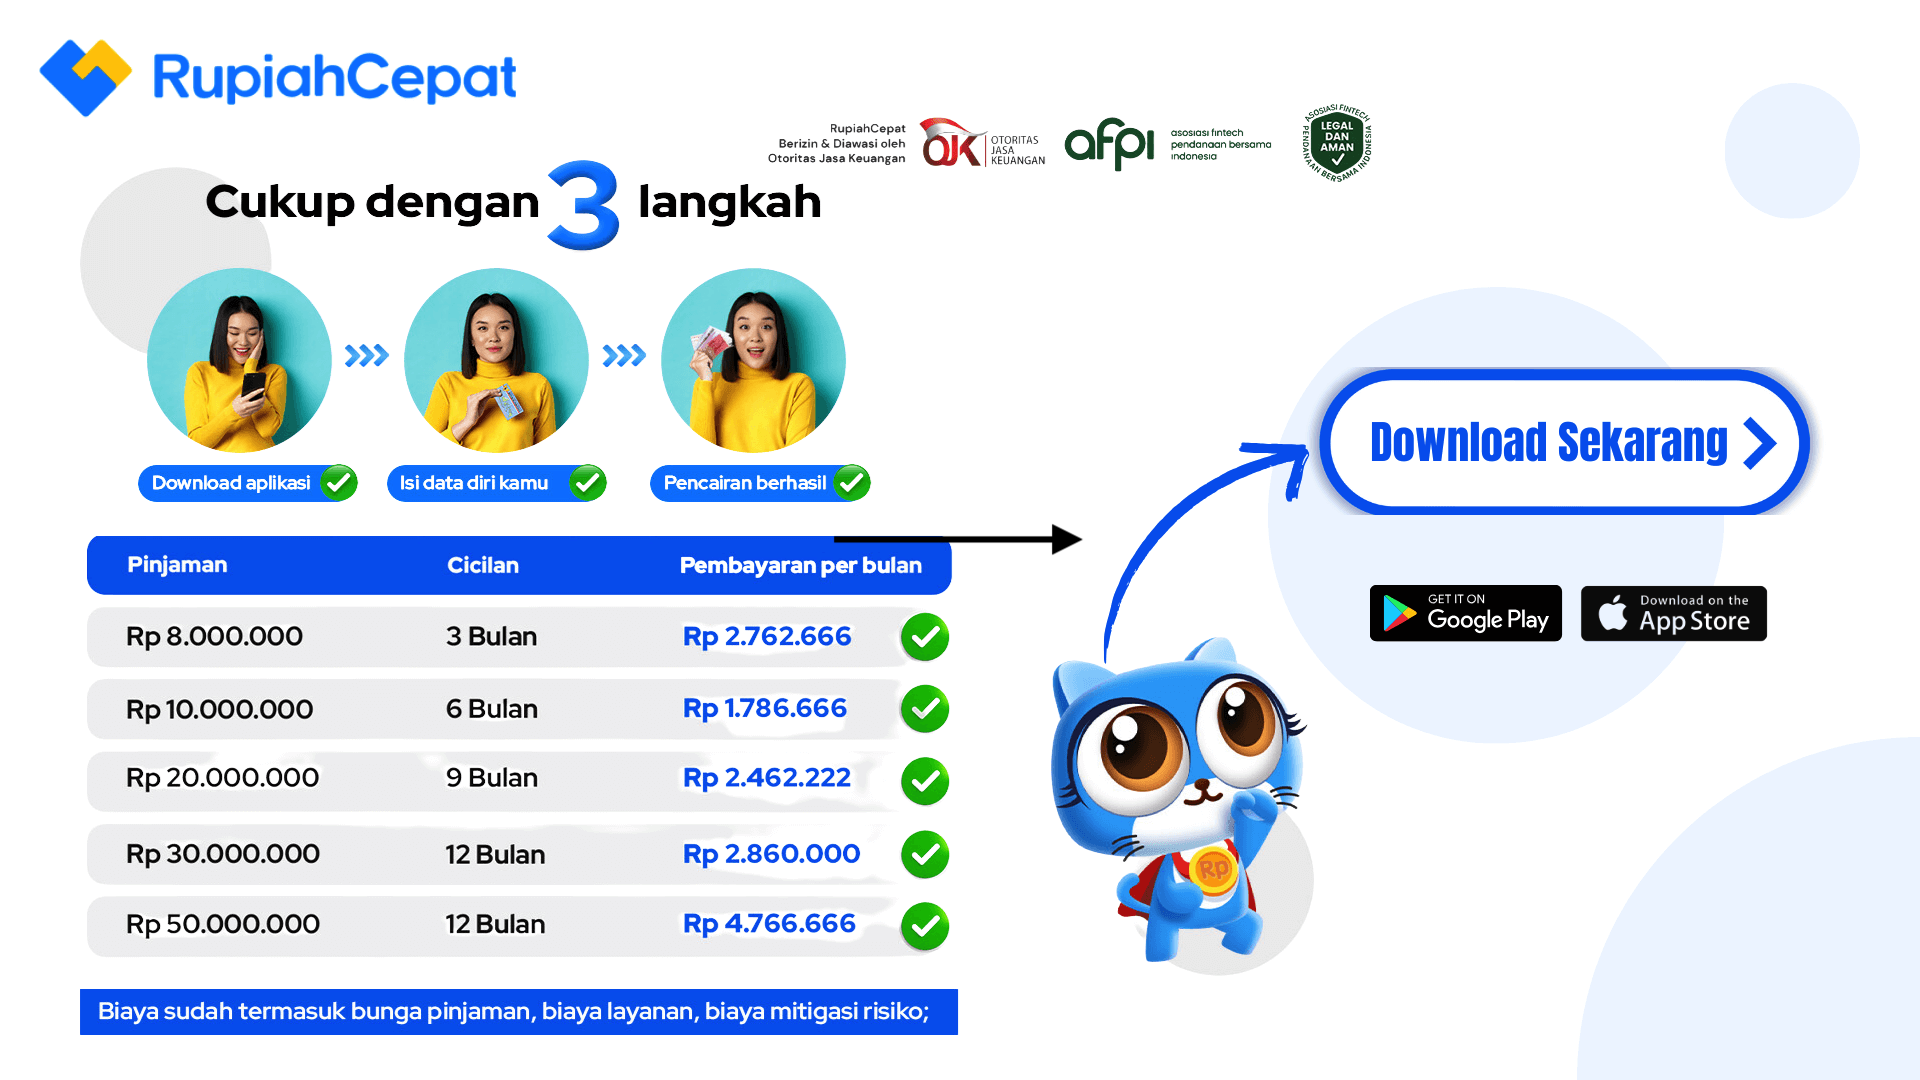 RupiahCepat
RupiahCepat
Berizin & Diawasi oleh
Otoritas Jasa Keuangan
OJK
OTORITAS
JASA
KEUANGAN
afpi
asosiasi fintech
pendanaan bersama
indonesia
ASOSIASI FINTECH
PENDANAAN BERSAMA INDONESIA
LEGAL
DAN
AMAN
Cukup dengan 3 langkah
Download aplikasi
Isi data diri kamu
Pencairan berhasil
Pinjaman Cicilan Pembayaran per bulan
Rp 8.000.000 3 Bulan Rp 2.762.666
Rp 10.000.000 6 Bulan Rp 1.786.666
Rp 20.000.000 9 Bulan Rp 2.462.222
Rp 30.000.000 12 Bulan Rp 2.860.000
Rp 50.000.000 12 Bulan Rp 4.766.666
Biaya sudah termasuk bunga pinjaman, biaya layanan, biaya mitigasi risiko;
Download Sekarang
GET IT ON
Google Play
Download on the
App Store
Rp